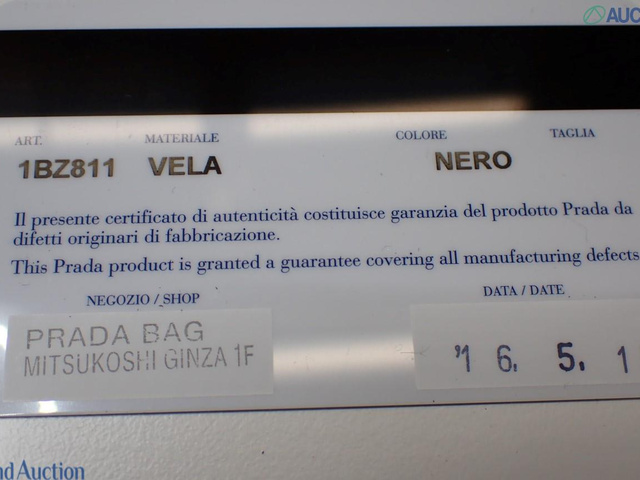 AUC
ART. MATERIALE COLORE TAGLIA
1BZ811 VELA NERO
Il presente certificato di autenticità costituisce garanzia del prodotto Prada da
difetti originari di fabbricazione.
This Prada product is granted a guarantee covering all manufacturing defects
NEGOZIO / SHOP DATA / DATE
PRADA BAG
MITSUKOSHI GINZA 1F
'16. 5. 1
nd Auction